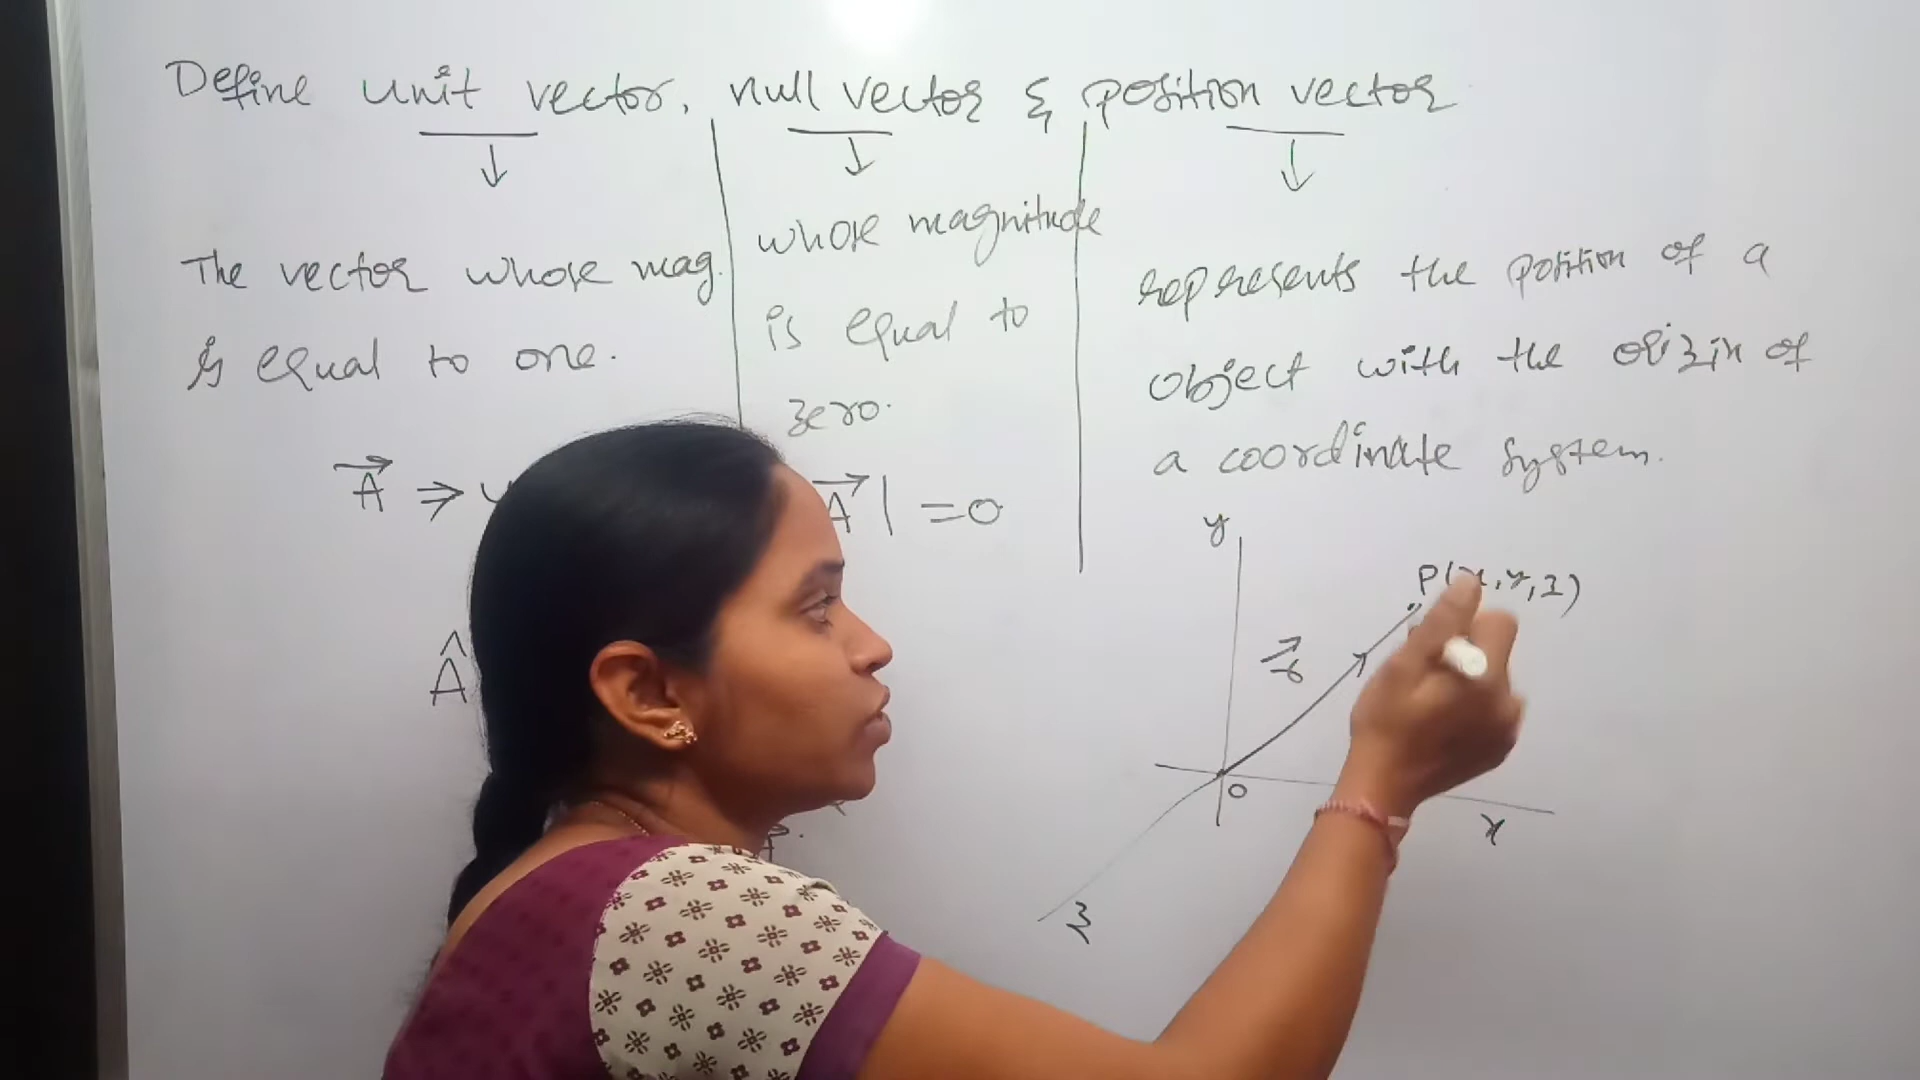 Define unit vector, null vector & position vector
The vector whose mag.
is equal to one.
A⃗ ⇒
Â
whose magnitude
is equal to
zero.
A⃗| = 0
represents the position of a
object with the origin of
a coordinate system.
y
P(x, y, z)
r⃗
O
x
z